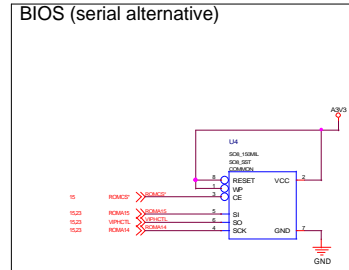 BIOS (serial alternative)
A3V3
U4
SO8_150MIL
SO8_SST
COMMON
8 RESET VCC 2
1 WP
15 ROMCS* ROMCS* 3 CE
15,23 ROMA15 ROMA15 5 SI
15,23 VIPHCTL VIPHCTL 6 SO
15,23 ROMA14 ROMA14 4 SCK GND 7
GND